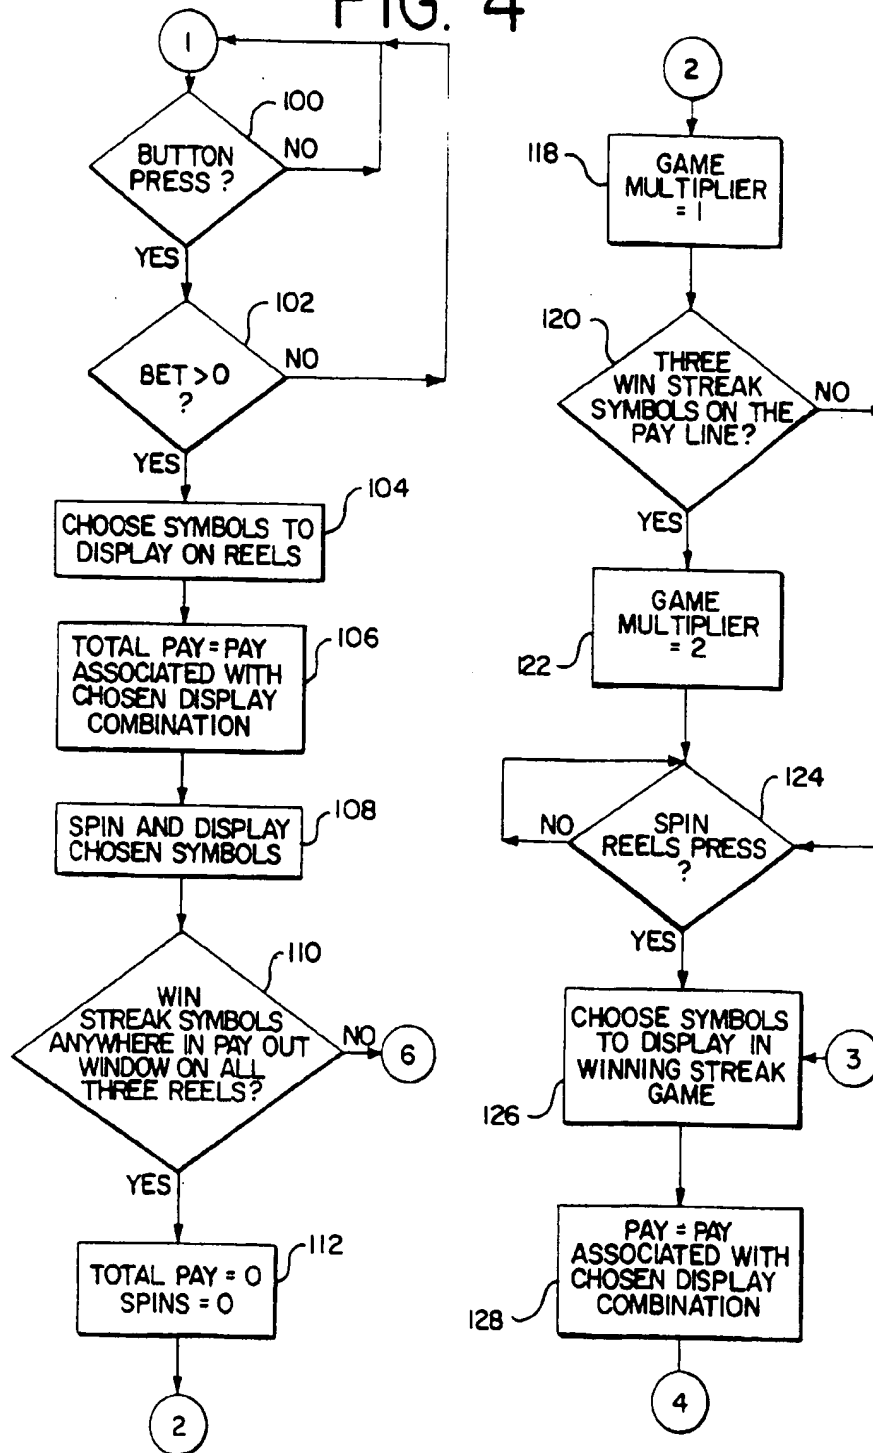 FIG. 4
1
100
BUTTON
PRESS ?
NO
YES
102
BET > 0
?
NO
YES
104
CHOOSE SYMBOLS TO
DISPLAY ON REELS
106
TOTAL PAY = PAY
ASSOCIATED WITH
CHOSEN DISPLAY
COMBINATION
108
SPIN AND DISPLAY
CHOSEN SYMBOLS
110
WIN
STREAK SYMBOLS
ANYWHERE IN PAY OUT
WINDOW ON ALL
THREE REELS?
NO
6
YES
112
TOTAL PAY = 0
SPINS = 0
2
2
118
GAME
MULTIPLIER
= 1
120
THREE
WIN STREAK
SYMBOLS ON THE
PAY LINE?
NO
YES
GAME
MULTIPLIER
= 2
122
124
SPIN
REELS PRESS
?
NO
YES
CHOOSE SYMBOLS
TO DISPLAY IN
WINNING STREAK
GAME
3
126
PAY = PAY
ASSOCIATED WITH
CHOSEN DISPLAY
COMBINATION
128
4